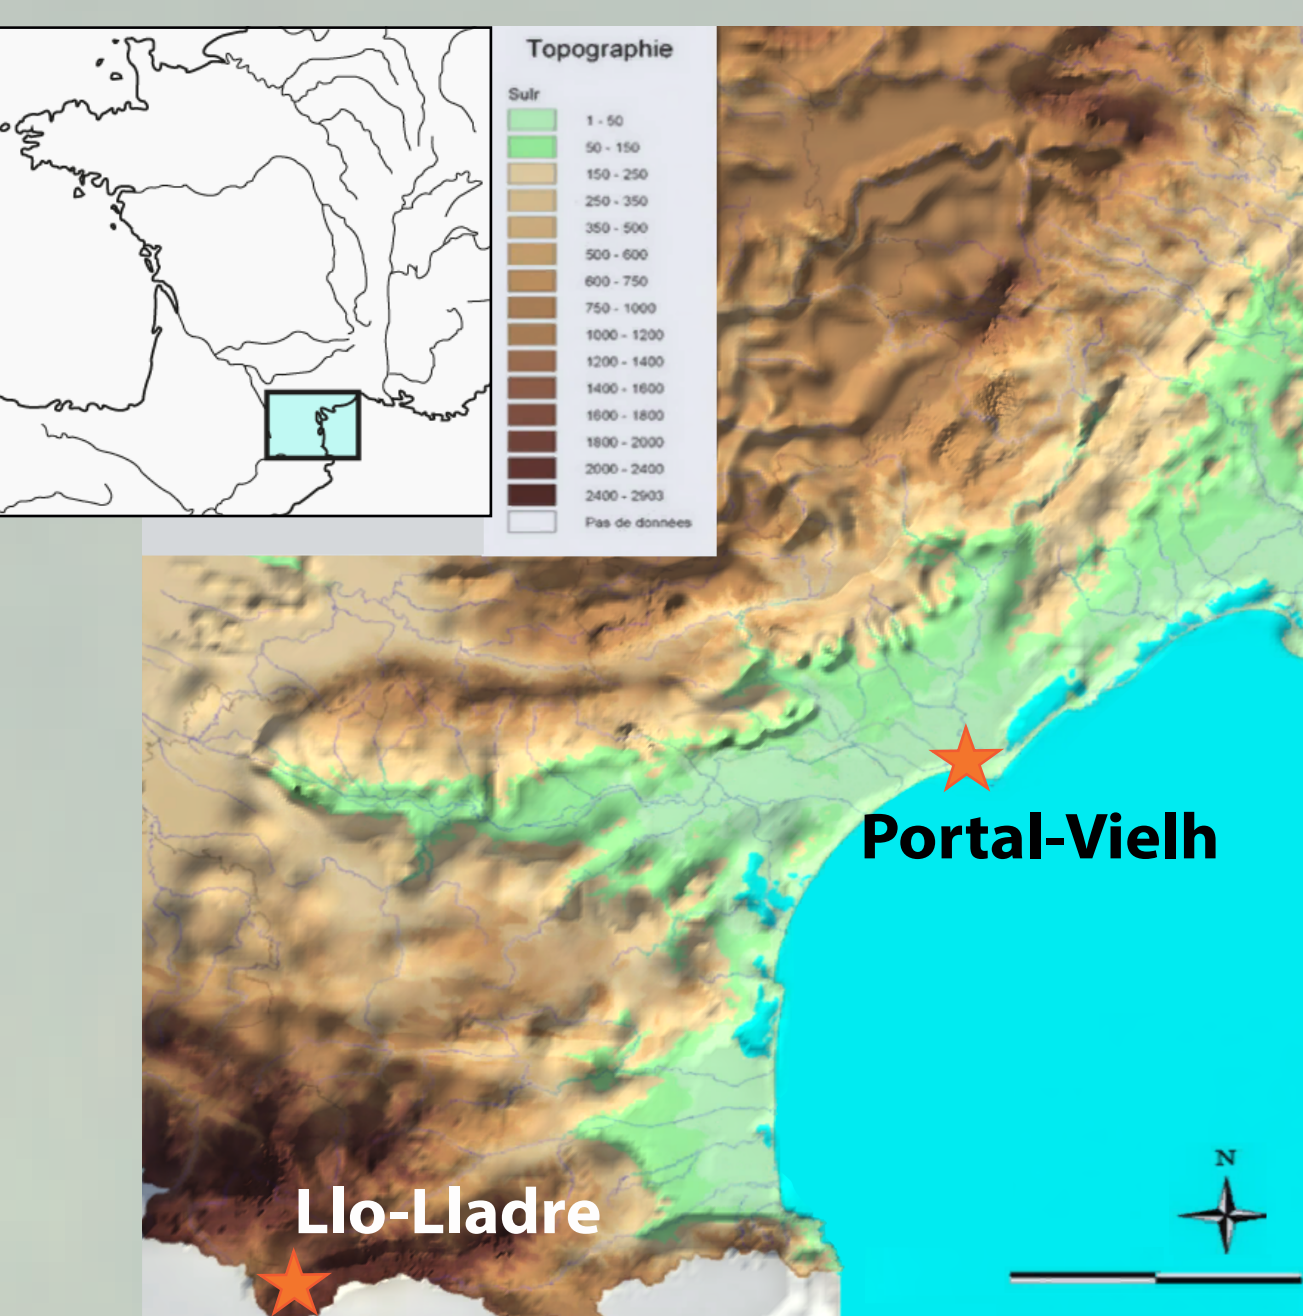 Topographie
Sulr
1 - 50
50 - 150
150 - 250
250 - 350
350 - 500
500 - 600
600 - 750
750 - 1000
1000 - 1200
1200 - 1400
1400 - 1600
1600 - 1800
1800 - 2000
2000 - 2400
2400 - 2903
Pas de données
Portal-Vielh
N
Llo-Lladre